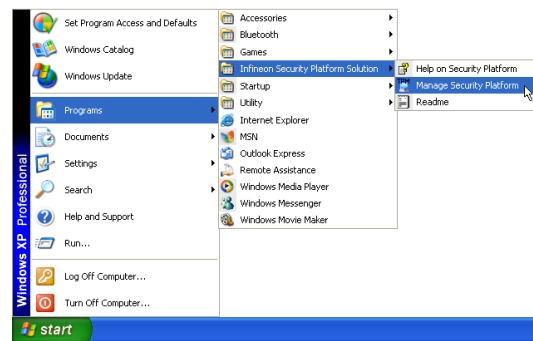 Set Program Access and Defaults
Windows Catalog
Windows Update
Programs
Documents
Settings
Search
Help and Support
Run...
Log Off Computer...
Turn Off Computer...
Windows XP Professional
start
Accessories
Bluetooth
Games
Infineon Security Platform Solution
Startup
Utility
Internet Explorer
MSN
Outlook Express
Remote Assistance
Windows Media Player
Windows Messenger
Windows Movie Maker
Help on Security Platform
Manage Security Platform
Readme